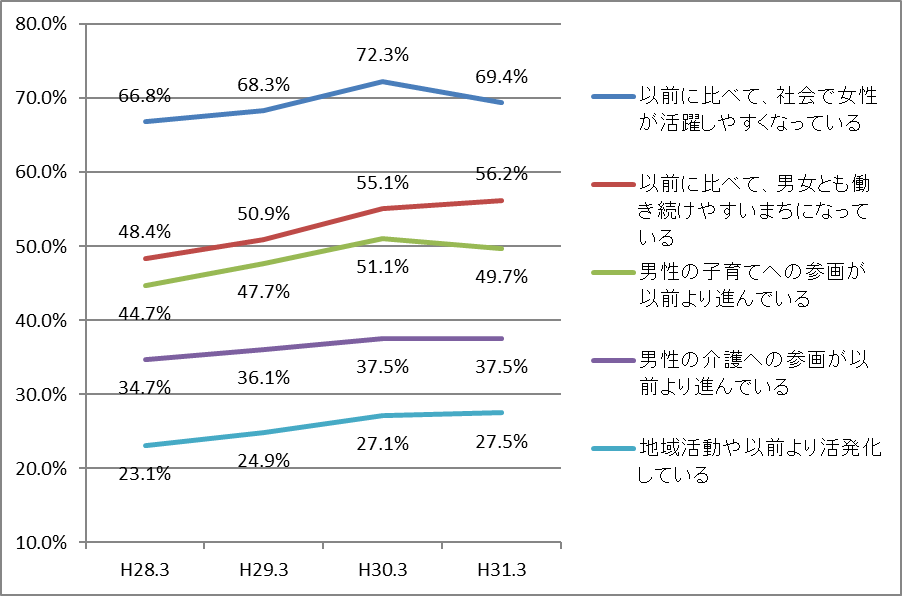 80.0%
70.0%
60.0%
50.0%
40.0%
30.0%
20.0%
10.0%
66.8%
68.3%
72.3%
69.4%
48.4%
50.9%
55.1%
56.2%
44.7%
47.7%
51.1%
49.7%
34.7%
36.1%
37.5%
37.5%
23.1%
24.9%
27.1%
27.5%
H28.3
H29.3
H30.3
H31.3
以前に比べて、社会で女性
が活躍しやすくなっている
以前に比べて、男女とも働
き続けやすいまちになって
いる
男性の子育てへの参画が
以前より進んでいる
男性の介護への参画が以
前より進んでいる
地域活動や以前より活発化
している